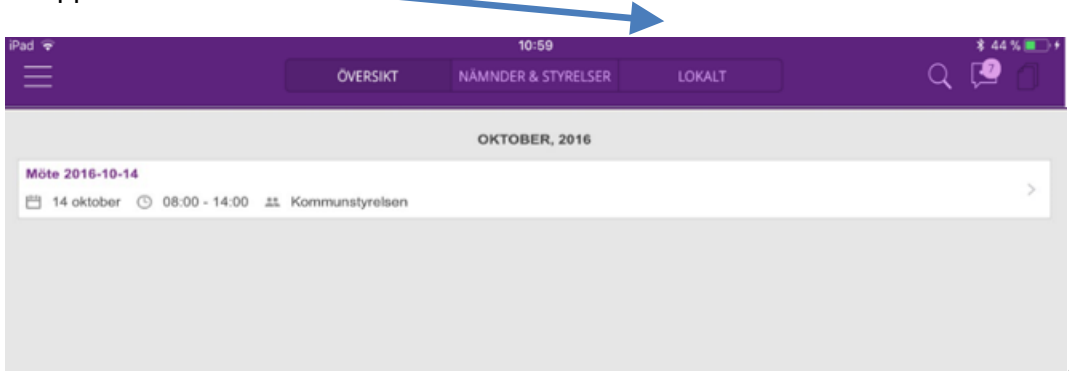 iPad 10:59 44 %
ÖVERSIKT NÄMNDER & STYRELSER LOKALT 7
OKTOBER, 2016
Möte 2016-10-14
14 oktober 08:00 - 14:00 Kommunstyrelsen